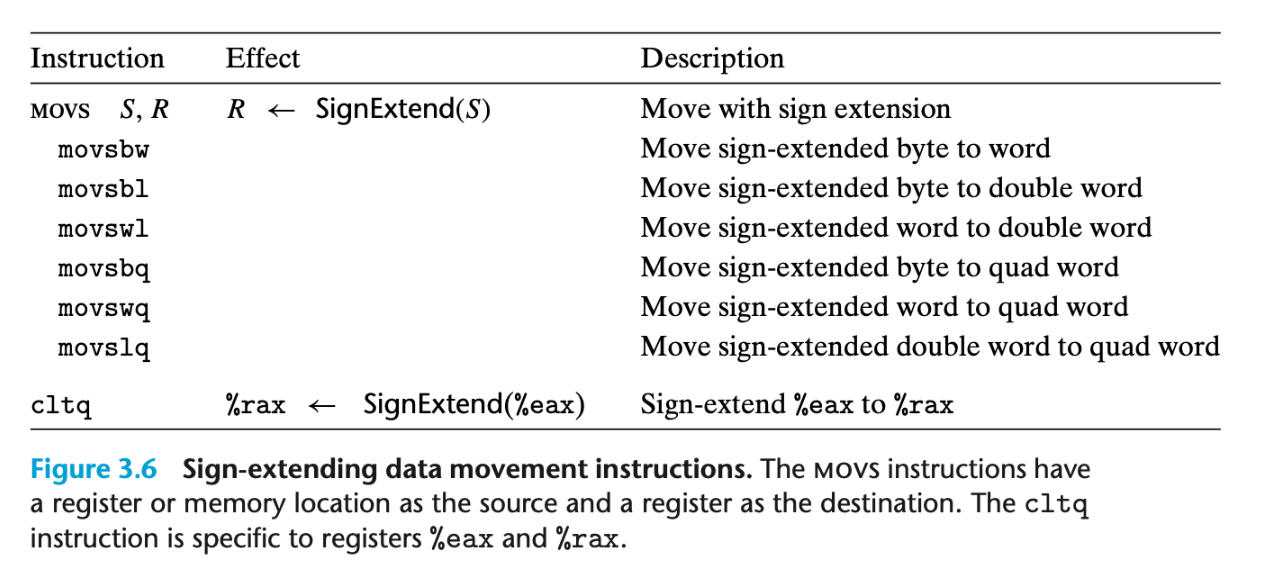 Instruction Effect Description
MOVS S, R R ← SignExtend(S) Move with sign extension
movsbw Move sign-extended byte to word
movsbl Move sign-extended byte to double word
movswl Move sign-extended word to double word
movsbq Move sign-extended byte to quad word
movswq Move sign-extended word to quad word
movslq Move sign-extended double word to quad word
cltq %rax ← SignExtend(%eax) Sign-extend %eax to %rax
Figure 3.6 Sign-extending data movement instructions. The MOVS instructions have
a register or memory location as the source and a register as the destination. The cltq
instruction is specific to registers %eax and %rax.